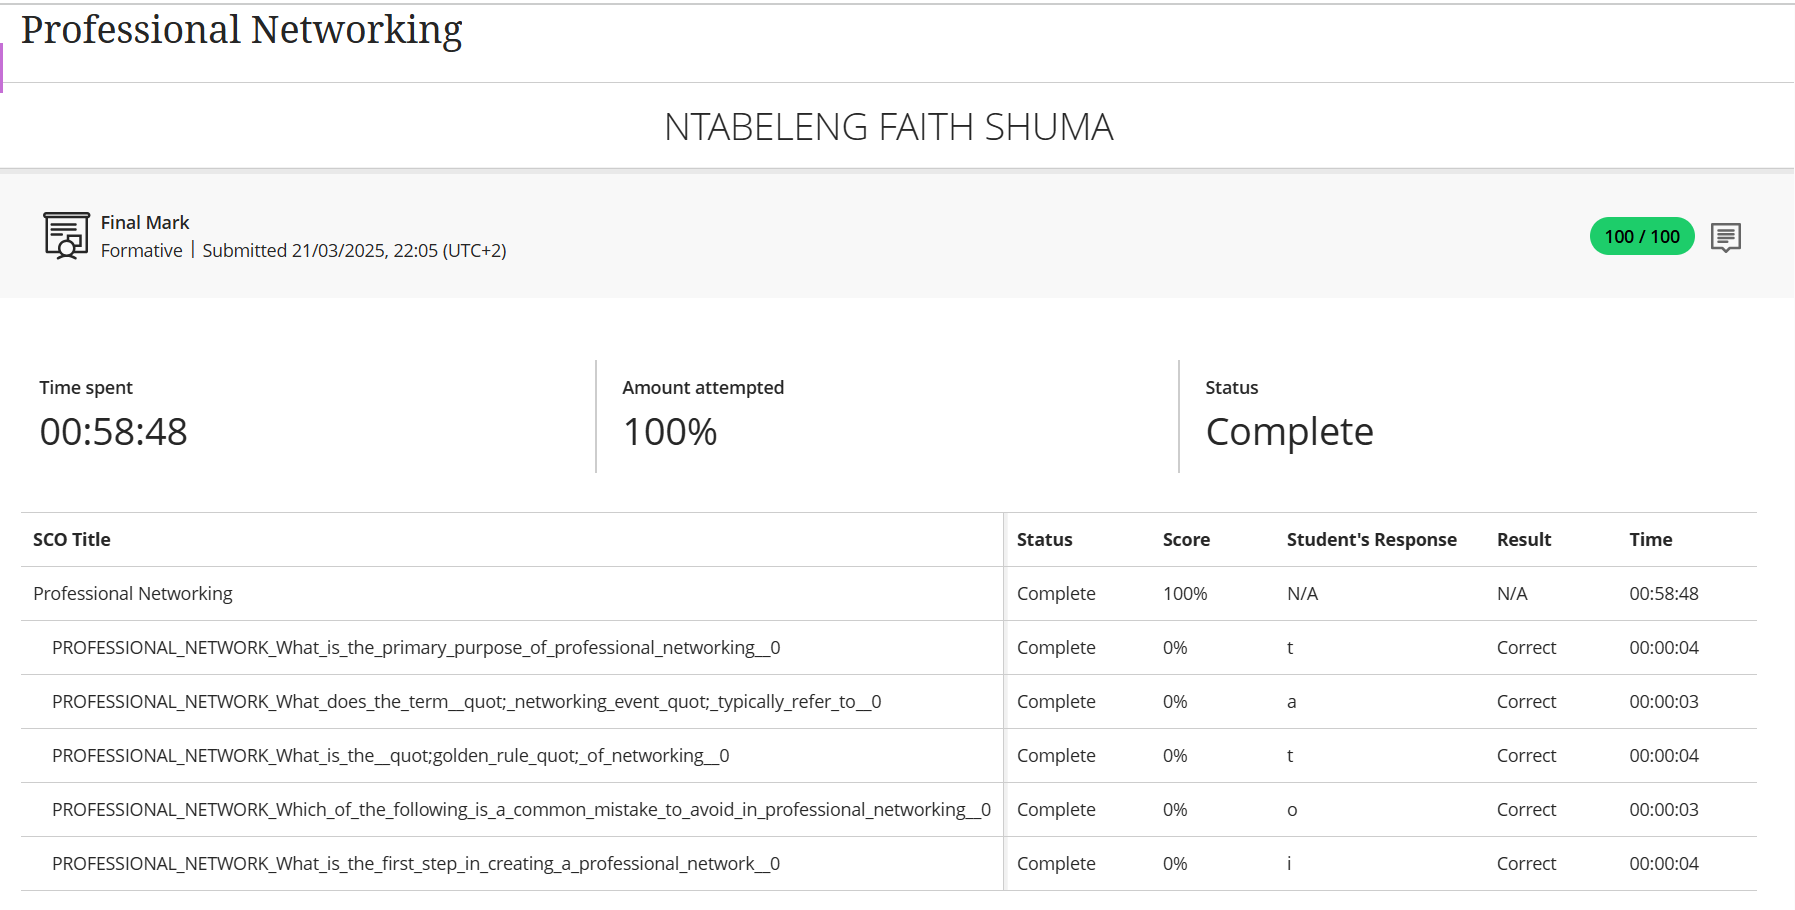 Professional Networking
NTABELENG FAITH SHUMA
Final Mark
Formative | Submitted 21/03/2025, 22:05 (UTC+2)
100 / 100
Time spent
00:58:48
Amount attempted
100%
Status
Complete
SCO Title Status Score Student's Response Result Time
Professional Networking Complete 100% N/A N/A 00:58:48
PROFESSIONAL_NETWORK_What_is_the_primary_purpose_of_professional_networking__0 Complete 0% t Correct 00:00:04
PROFESSIONAL_NETWORK_What_does_the_term__quot;_networking_event_quot;_typically_refer_to__0 Complete 0% a Correct 00:00:03
PROFESSIONAL_NETWORK_What_is_the__quot;golden_rule_quot;_of_networking__0 Complete 0% t Correct 00:00:04
PROFESSIONAL_NETWORK_Which_of_the_following_is_a_common_mistake_to_avoid_in_professional_networking__0 Complete 0% o Correct 00:00:03
PROFESSIONAL_NETWORK_What_is_the_first_step_in_creating_a_professional_network__0 Complete 0% i Correct 00:00:04